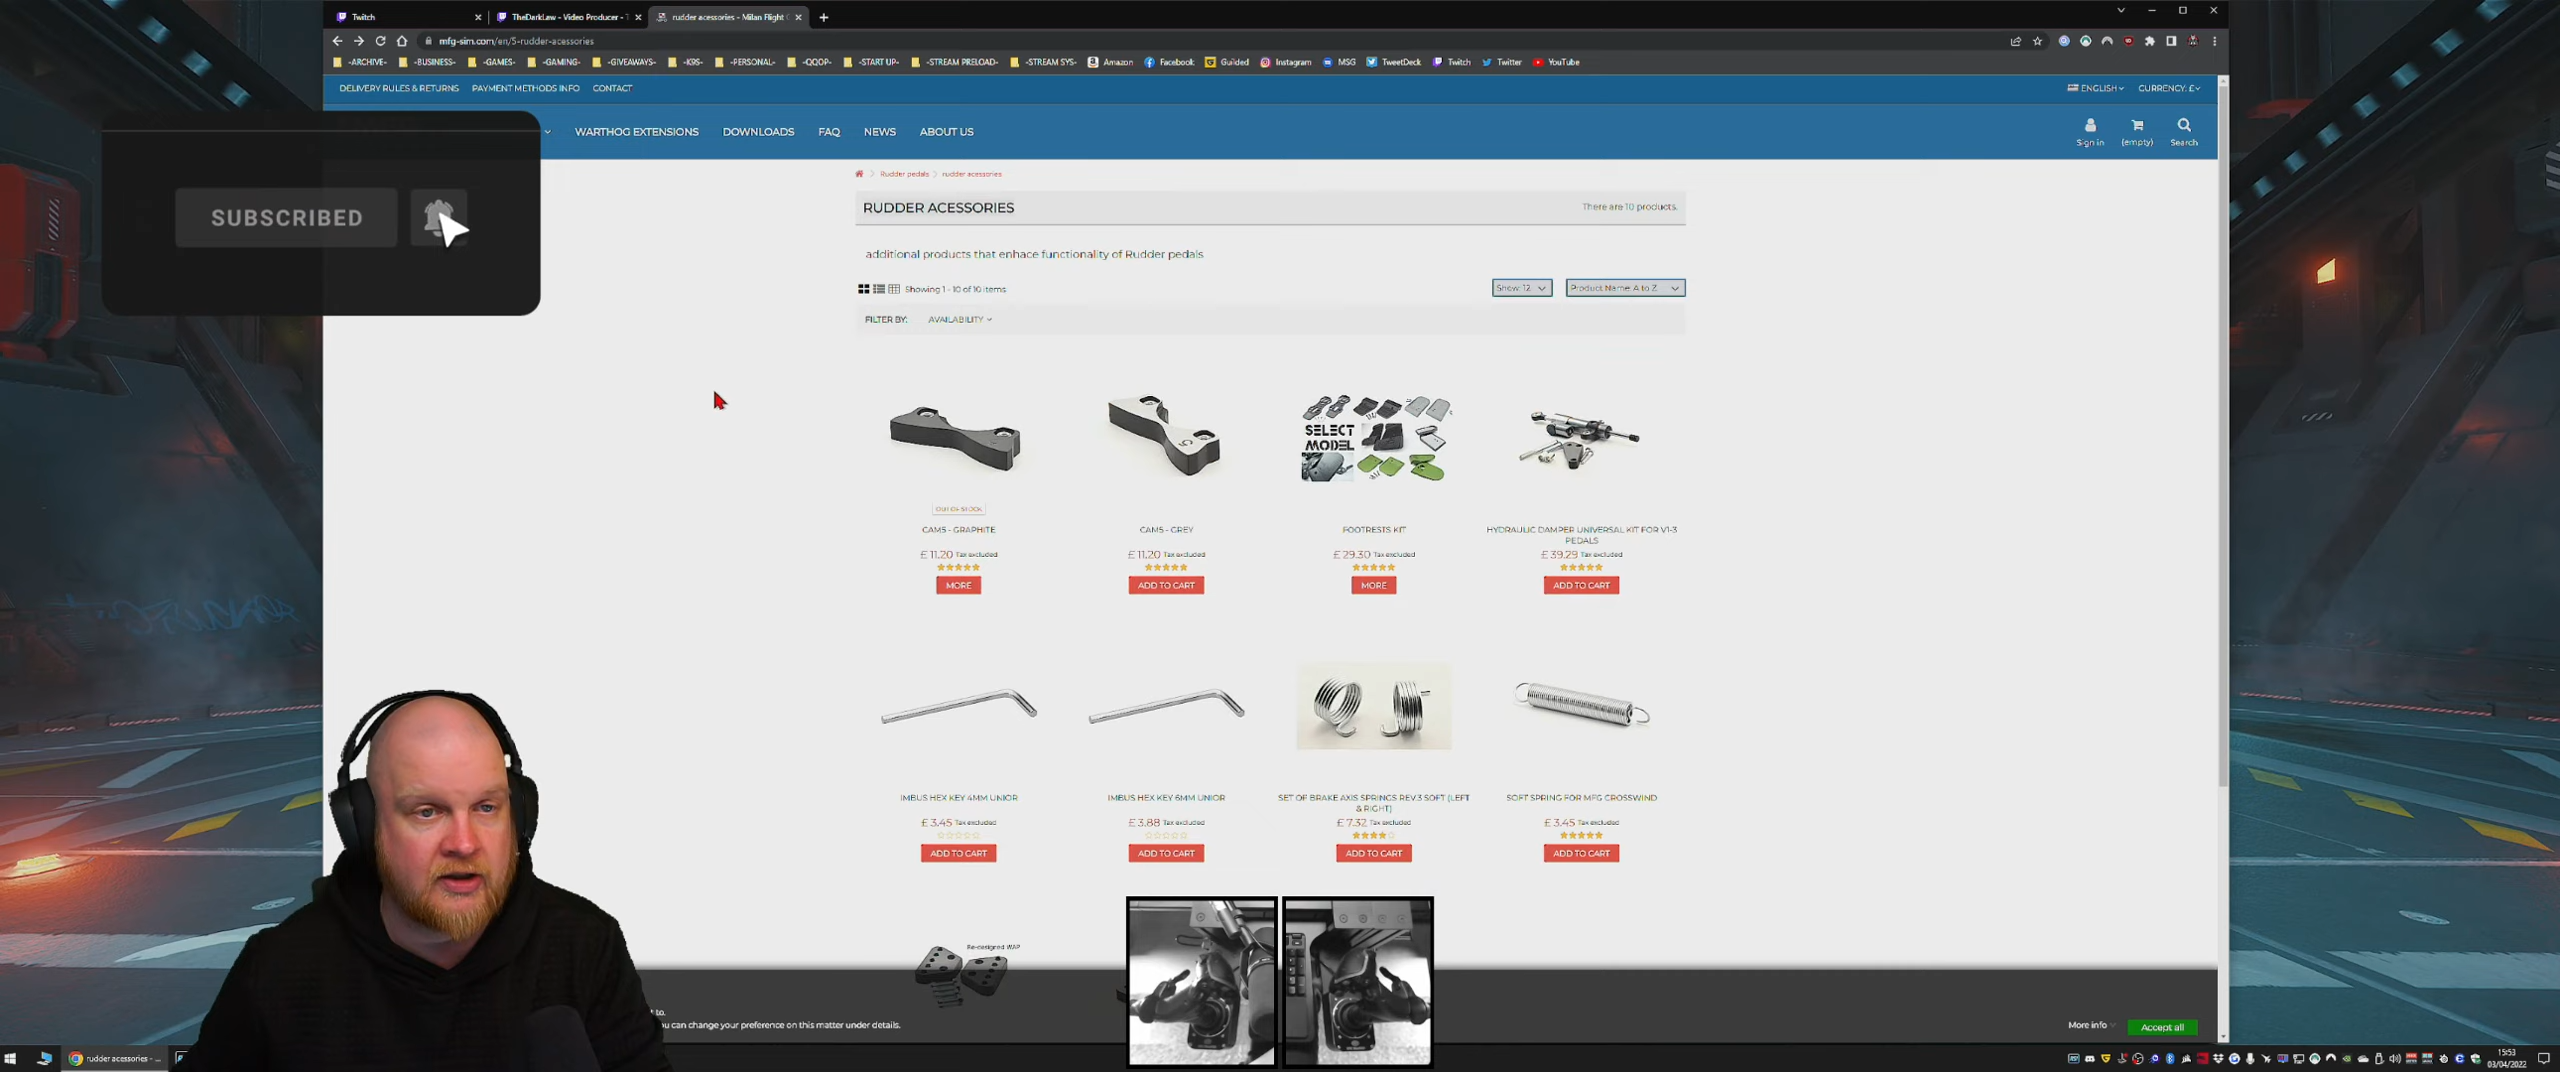 Twitch
TheDarkLaw - Video Producer - T
rudder acessories - Milan Flight G
mfg-sim.com/en/5-rudder-acessories
-ARCHIVE- -BUSINESS- -GAMES- -GAMING- -GIVEAWAYS- -K9S- -PERSONAL- -QQOP- -START UP- -STREAM PRELOAD- -STREAM SYS- Amazon Facebook Guilded Instagram MSG TweetDeck Twitch Twitter YouTube
DELIVERY RULES & RETURNS PAYMENT METHODS INFO CONTACT
ENGLISH CURRENCY: £
WARTHOG EXTENSIONS DOWNLOADS FAQ NEWS ABOUT US
Sign in (empty) Search
SUBSCRIBED
Rudder pedals > rudder acessories
RUDDER ACESSORIES
There are 10 products.
additional products that enhace functionality of Rudder pedals
Showing 1 - 10 of 10 items
Show: 12
Product Name: A to Z
FILTER BY: AVAILABILITY
SELECT
MODEL
5
OUT OF STOCK
CAM5 - GRAPHITE
£ 11.20 Tax excluded
MORE
CAM5 - GREY
£ 11.20 Tax excluded
ADD TO CART
FOOTRESTS KIT
£ 29.30 Tax excluded
MORE
HYDRAULIC DAMPER UNIVERSAL KIT FOR V1-3
PEDALS
£ 39.29 Tax excluded
ADD TO CART
IMBUS HEX KEY 4MM UNIOR
£ 3.45 Tax excluded
ADD TO CART
IMBUS HEX KEY 6MM UNIOR
£ 3.88 Tax excluded
ADD TO CART
SET OF BRAKE AXIS SPRINGS REV.3 SOFT (LEFT
& RIGHT)
£ 7.32 Tax excluded
ADD TO CART
SOFT SPRING FOR MFG CROSSWIND
£ 3.45 Tax excluded
ADD TO CART
Re-designed WAP
t to.
u can change your preference on this matter under details.
More info
Accept all
rudder acessories - ...
15:53
03/04/2022